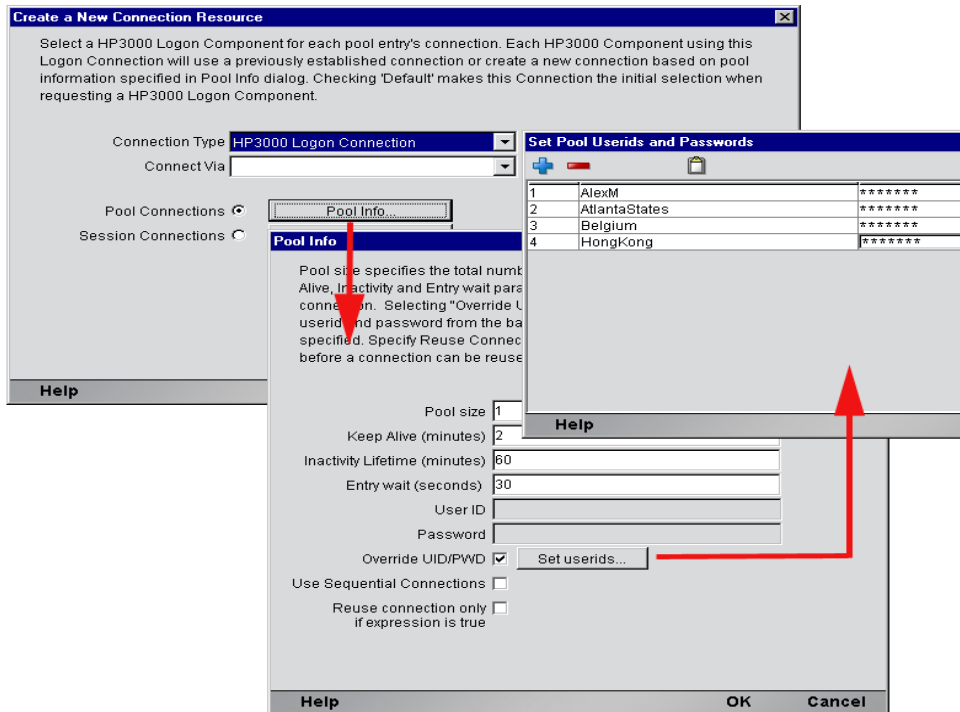 Create a New Connection Resource
Select a HP3000 Logon Component for each pool entry's connection. Each HP3000 Component using this
Logon Connection will use a previously established connection or create a new connection based on pool
information specified in Pool Info dialog. Checking 'Default' makes this Connection the initial selection when
requesting a HP3000 Logon Component.
Connection Type HP3000 Logon Connection
Connect Via
Pool Connections
Pool Info...
Session Connections
Help
Set Pool Userids and Passwords
1 AlexM *******
2 AtlantaStates *******
3 Belgium *******
4 HongKong *******
Help
Pool Info
Pool size specifies the total
Alive, Inactivity and Entry wait
connection. Selecting "Override
userid and password from the
specified. Specify Reuse
before a connection can be
Pool size 1
Keep Alive (minutes) 2
Inactivity Lifetime (minutes) 60
Entry wait (seconds) 30
User ID
Password
Override UID/PWD
Set userids...
Use Sequential Connections
Reuse connection only
if expression is true
Help
OK
Cancel